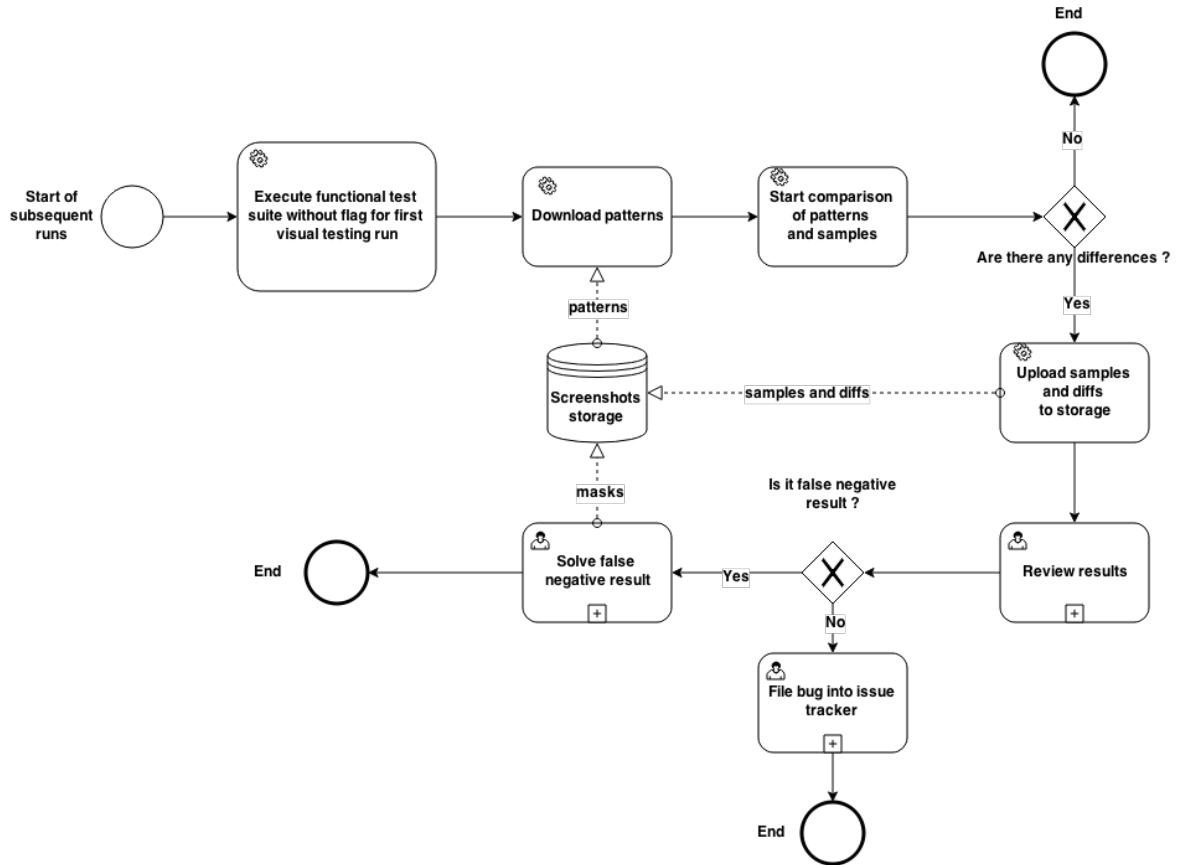 End
No
Start of
subsequent
runs
Execute functional test
suite without flag for first
visual testing run
Download patterns
Start comparison
of patterns
and samples
Are there any differences ?
Yes
patterns
Screenshots
storage
samples and diffs
Upload samples
and diffs
to storage
masks
Is it false negative
result ?
End
Solve false
negative result
Yes
Review results
No
File bug into issue
tracker
End